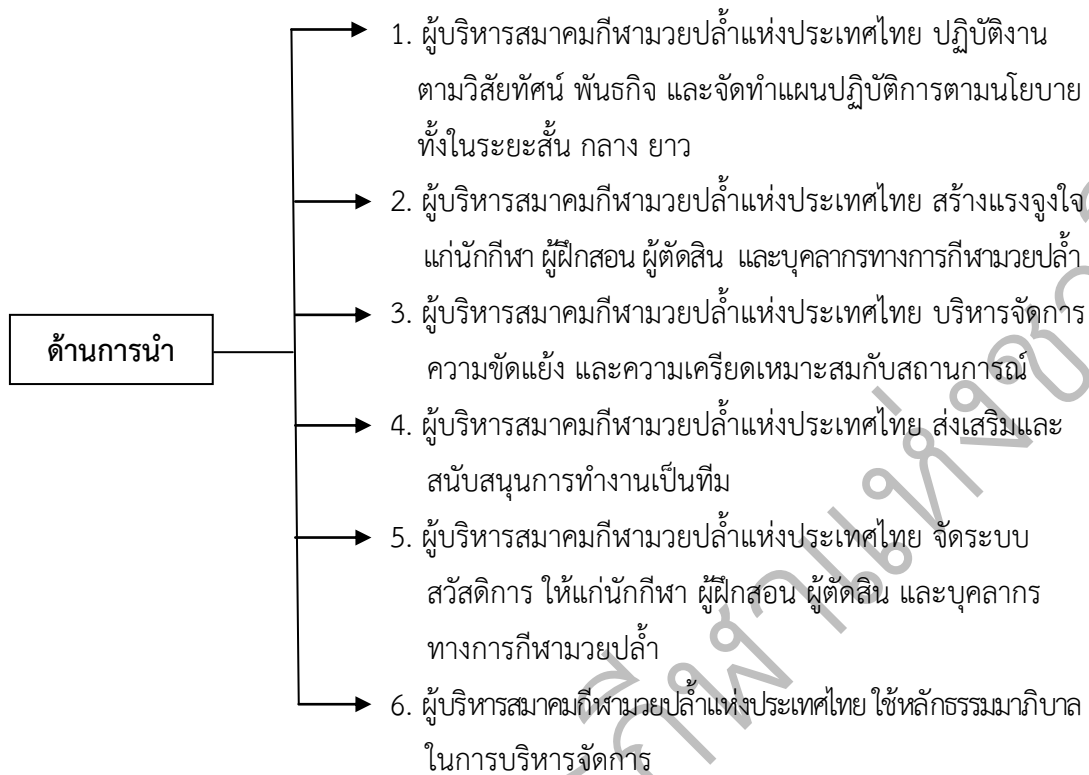 1. ผู้บริหารสมาคมกีฬามวยปล้ำแห่งประเทศไทย ปฏิบัติงาน
ตามวิสัยทัศน์ พันธกิจ และจัดทำแผนปฏิบัติการตามนโยบาย
ทั้งในระยะสั้น กลาง ยาว
2. ผู้บริหารสมาคมกีฬามวยปล้ำแห่งประเทศไทย สร้างแรงจูงใจ
แก่นักกีฬา ผู้ฝึกสอน ผู้ตัดสิน และบุคลากรทางการกีฬามวยปล้ำ
3. ผู้บริหารสมาคมกีฬามวยปล้ำแห่งประเทศไทย บริหารจัดการ
ด้านการนำ
ความขัดแย้ง และความเครียดเหมาะสมกับสถานการณ์
4. ผู้บริหารสมาคมกีฬามวยปล้ำแห่งประเทศไทย ส่งเสริมและ
สนับสนุนการทำงานเป็นทีม
5. ผู้บริหารสมาคมกีฬามวยปล้ำแห่งประเทศไทย จัดระบบ
สวัสดิการ ให้แก่นักกีฬา ผู้ฝึกสอน ผู้ตัดสิน และบุคลากร
ทางการกีฬามวยปล้ำ
6. ผู้บริหารสมาคมกีฬามวยปล้ำแห่งประเทศไทย ใช้หลักธรรมมาภิบาล
ในการบริหารจัดการ